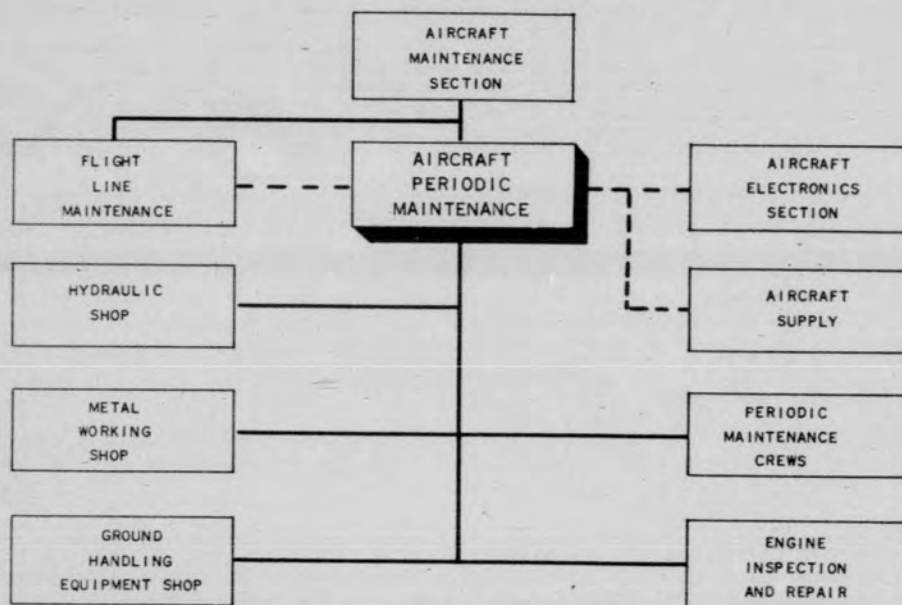 AIRCRAFT
MAINTENANCE
SECTION
FLIGHT
LINE
MAINTENANCE
AIRCRAFT
PERIODIC
MAINTENANCE
AIRCRAFT
ELECTRONICS
SECTION
HYDRAULIC
SHOP
AIRCRAFT
SUPPLY
METAL
WORKING
SHOP
PERIODIC
MAINTENANCE
CREWS
GROUND
HANDLING
EQUIPMENT SHOP
ENGINE
INSPECTION
AND REPAIR